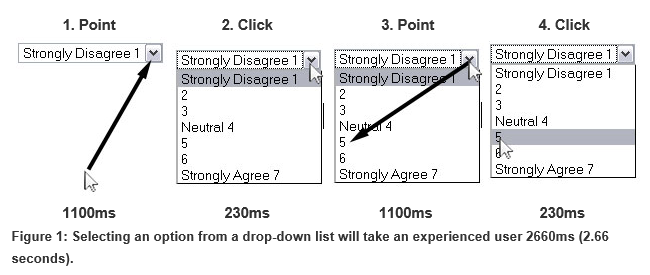 1. Point
2. Click
3. Point
4. Click
Strongly Disagree 1
Strongly Disagree 1
Strongly Disagree 1
2
3
Neutral 4
5
6
Strongly Agree 7
Strongly Disagree 1
Strongly Disagree 1
2
3
Neutral 4
5
6
Strongly Agree 7
Strongly Disagree 1
Strongly Disagree 1
2
3
Neutral 4
5
6
Strongly Agree 7
1100ms
230ms
1100ms
230ms
Figure 1: Selecting an option from a drop-down list will take an experienced user 2660ms (2.66
seconds).